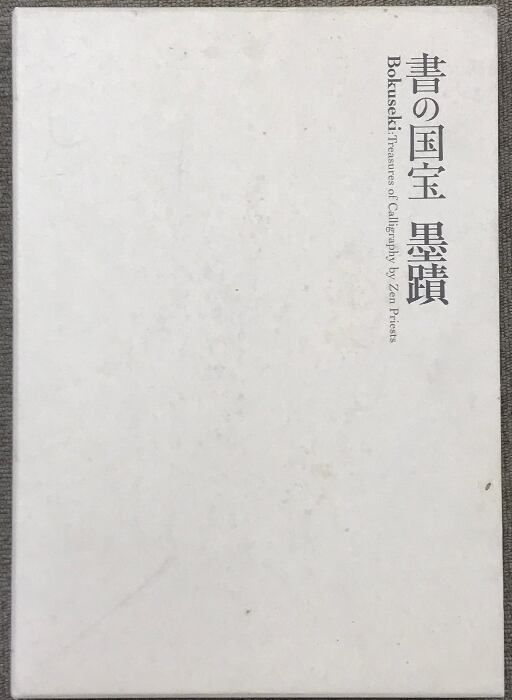 書の国宝 墨蹟
Bokuseki:Treasures of Calligraphy by Zen Priests